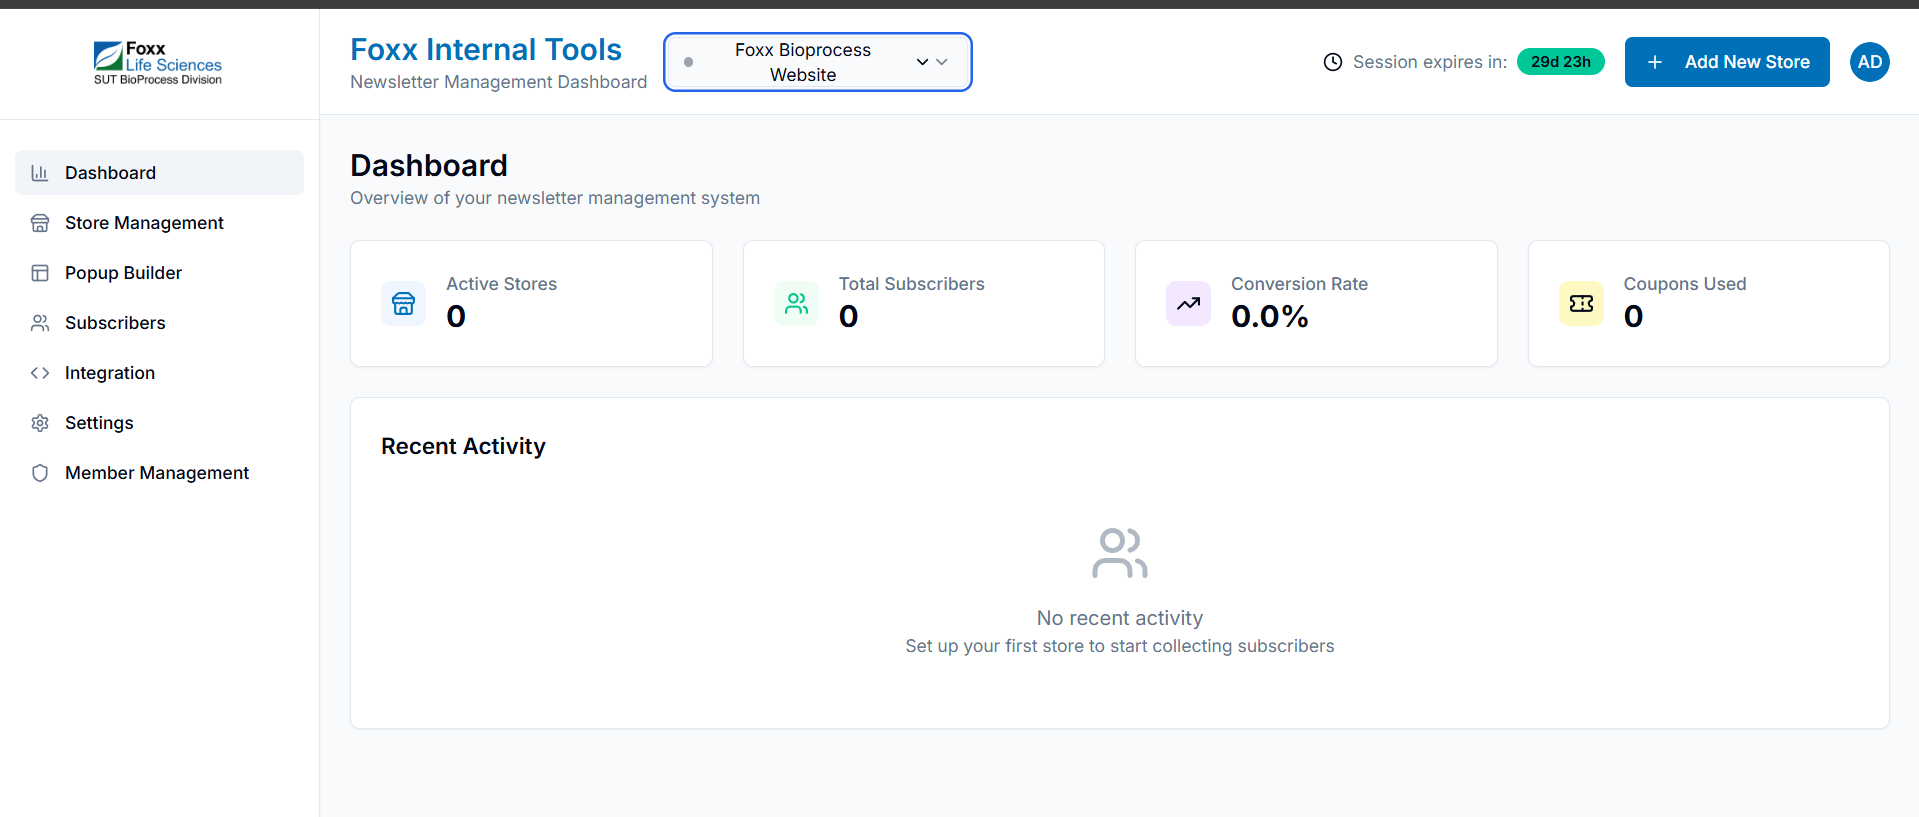 Foxx
Life Sciences
SUT BioProcess Division
Foxx Internal Tools
Newsletter Management Dashboard
Foxx Bioprocess
Website
Session expires in:
29d 23h
Add New Store
AD
Dashboard
Store Management
Popup Builder
Subscribers
Integration
Settings
Member Management
Dashboard
Overview of your newsletter management system
Active Stores
0
Total Subscribers
0
Conversion Rate
0.0%
Coupons Used
0
Recent Activity
No recent activity
Set up your first store to start collecting subscribers